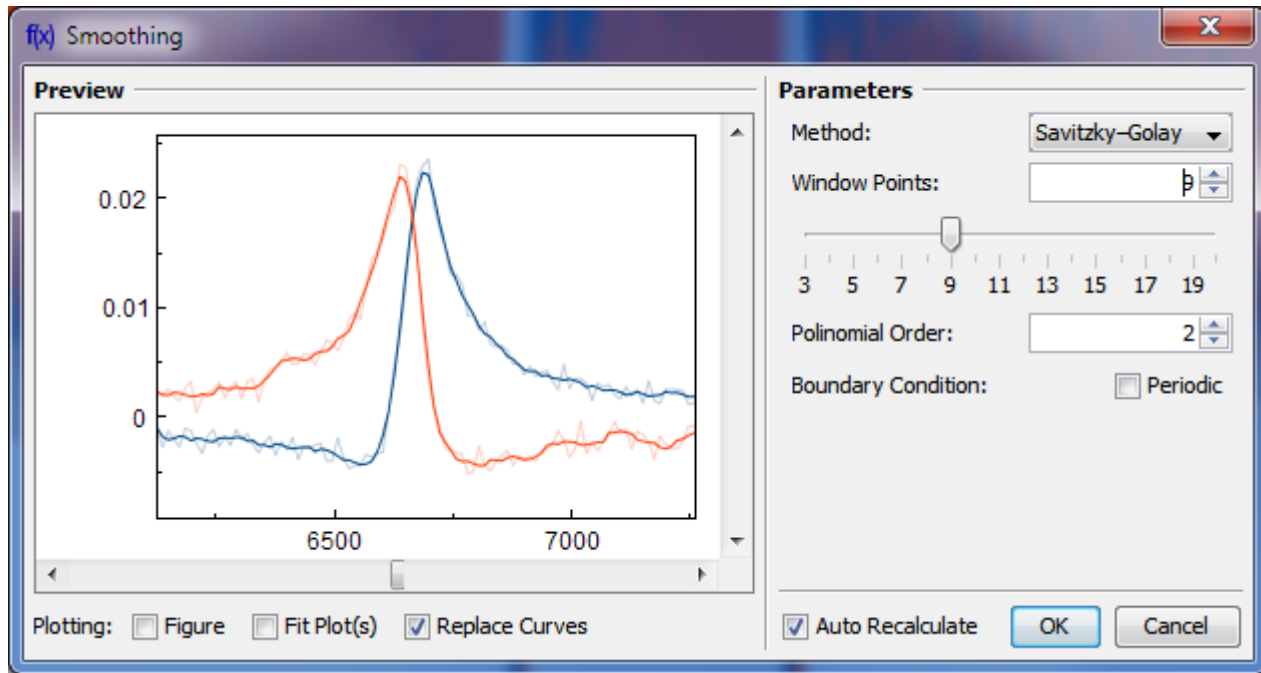 f(x) Smoothing
Preview
0.02
0.01
0
6500 7000
Plotting: Figure Fit Plot(s) Replace Curves
Parameters
Method: Savitzky–Golay
Window Points: 9
3 5 7 9 11 13 15 17 19
Polinomial Order: 2
Boundary Condition: Periodic
Auto Recalculate OK Cancel